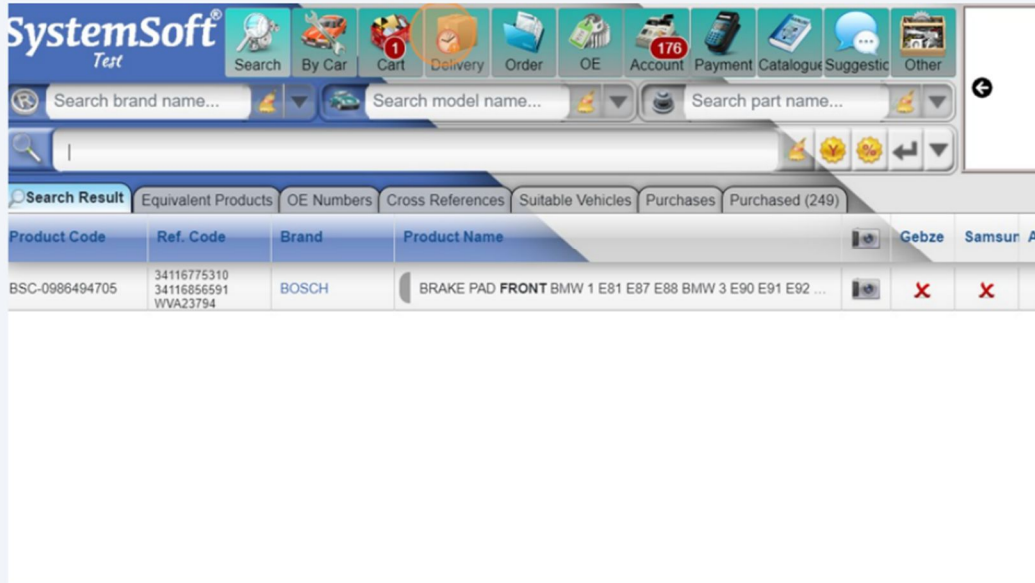 SystemSoft®
Test
Search
By Car
1
Cart
Delivery
Order
OE
176
Account
Payment
Catalogue
Suggestic
Other
Search brand name...
Search model name...
Search part name...
Search Result
Equivalent Products
OE Numbers
Cross References
Suitable Vehicles
Purchases
Purchased (249)
Product Code
Ref. Code
Brand
Product Name
Gebze
Samsur
A
BSC-0986494705
34116775310
34116856591
WVA23794
BOSCH
BRAKE PAD FRONT BMW 1 E81 E87 E88 BMW 3 E90 E91 E92 ...